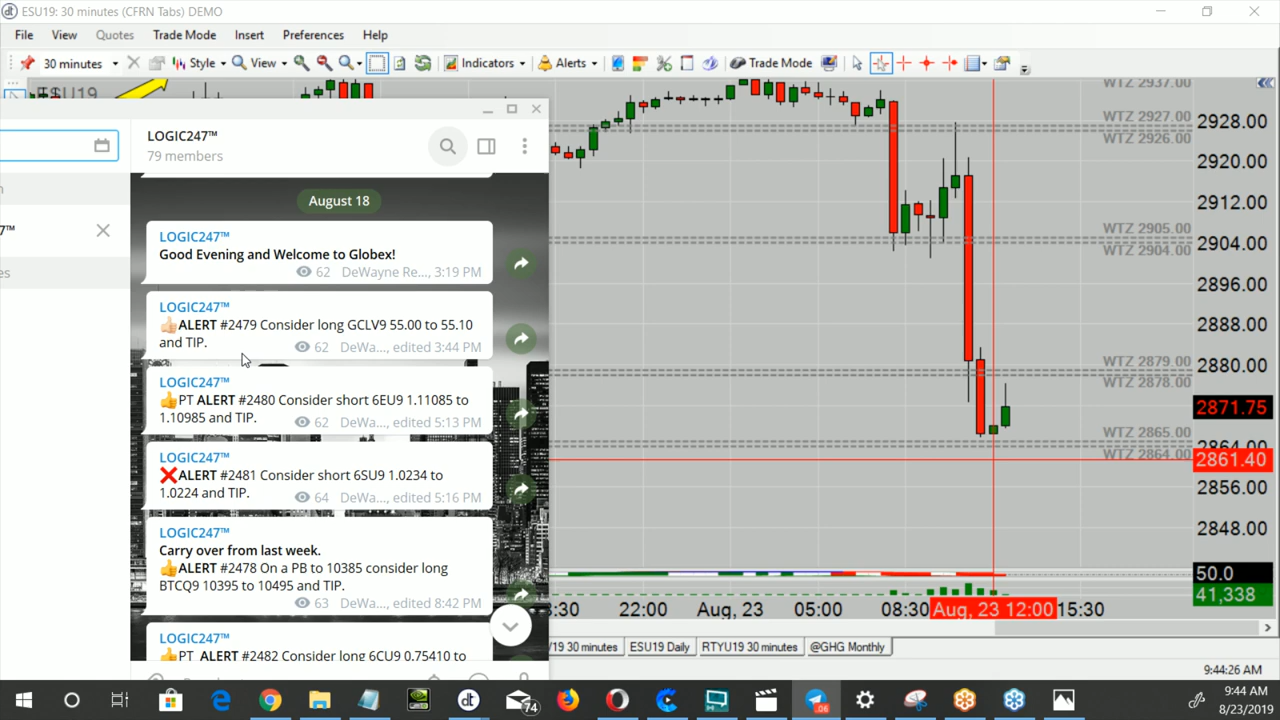 ESU19: 30 minutes (CFRN Tabs) DEMO
File View Quotes Trade Mode Insert Preferences Help
30 minutes Style View Indicators Alerts Trade Mode
ESU19
LOGIC247™
79 members
7™
August 18
LOGIC247™
Good Evening and Welcome to Globex!
62 DeWayne Re..., 3:19 PM
LOGIC247™
ALERT #2479 Consider long GCLV9 55.00 to 55.10
and TIP.
62 DeWa..., edited 3:44 PM
LOGIC247™
PT ALERT #2480 Consider short 6EU9 1.11085 to
1.10985 and TIP.
62 DeWa..., edited 5:13 PM
LOGIC247™
ALERT #2481 Consider short 6SU9 1.0234 to
1.0224 and TIP.
64 DeWa..., edited 5:16 PM
LOGIC247™
Carry over from last week.
ALERT #2478 On a PB to 10385 consider long
BTCQ9 10395 to 10495 and TIP.
63 DeWa..., edited 8:42 PM
LOGIC247™
PT ALERT #2482 Consider long 6CU9 0.75410 to
WTZ 2937.00
WTZ 2927.00
WTZ 2926.00
WTZ 2905.00
WTZ 2904.00
WTZ 2879.00
WTZ 2878.00
WTZ 2865.00
WTZ 2864.00
2928.00
2920.00
2912.00
2904.00
2896.00
2888.00
2880.00
2871.75
2864.00
2861.40
2856.00
2848.00
50.0
41,338
:30 22:00 Aug, 23 05:00 08:30 Aug, 23 12:00 15:30
/19 30 minutes ESU19 Daily RTYU19 30 minutes @GHG Monthly
9:44:26 AM
dt 74 .06
9:44 AM
8/23/2019